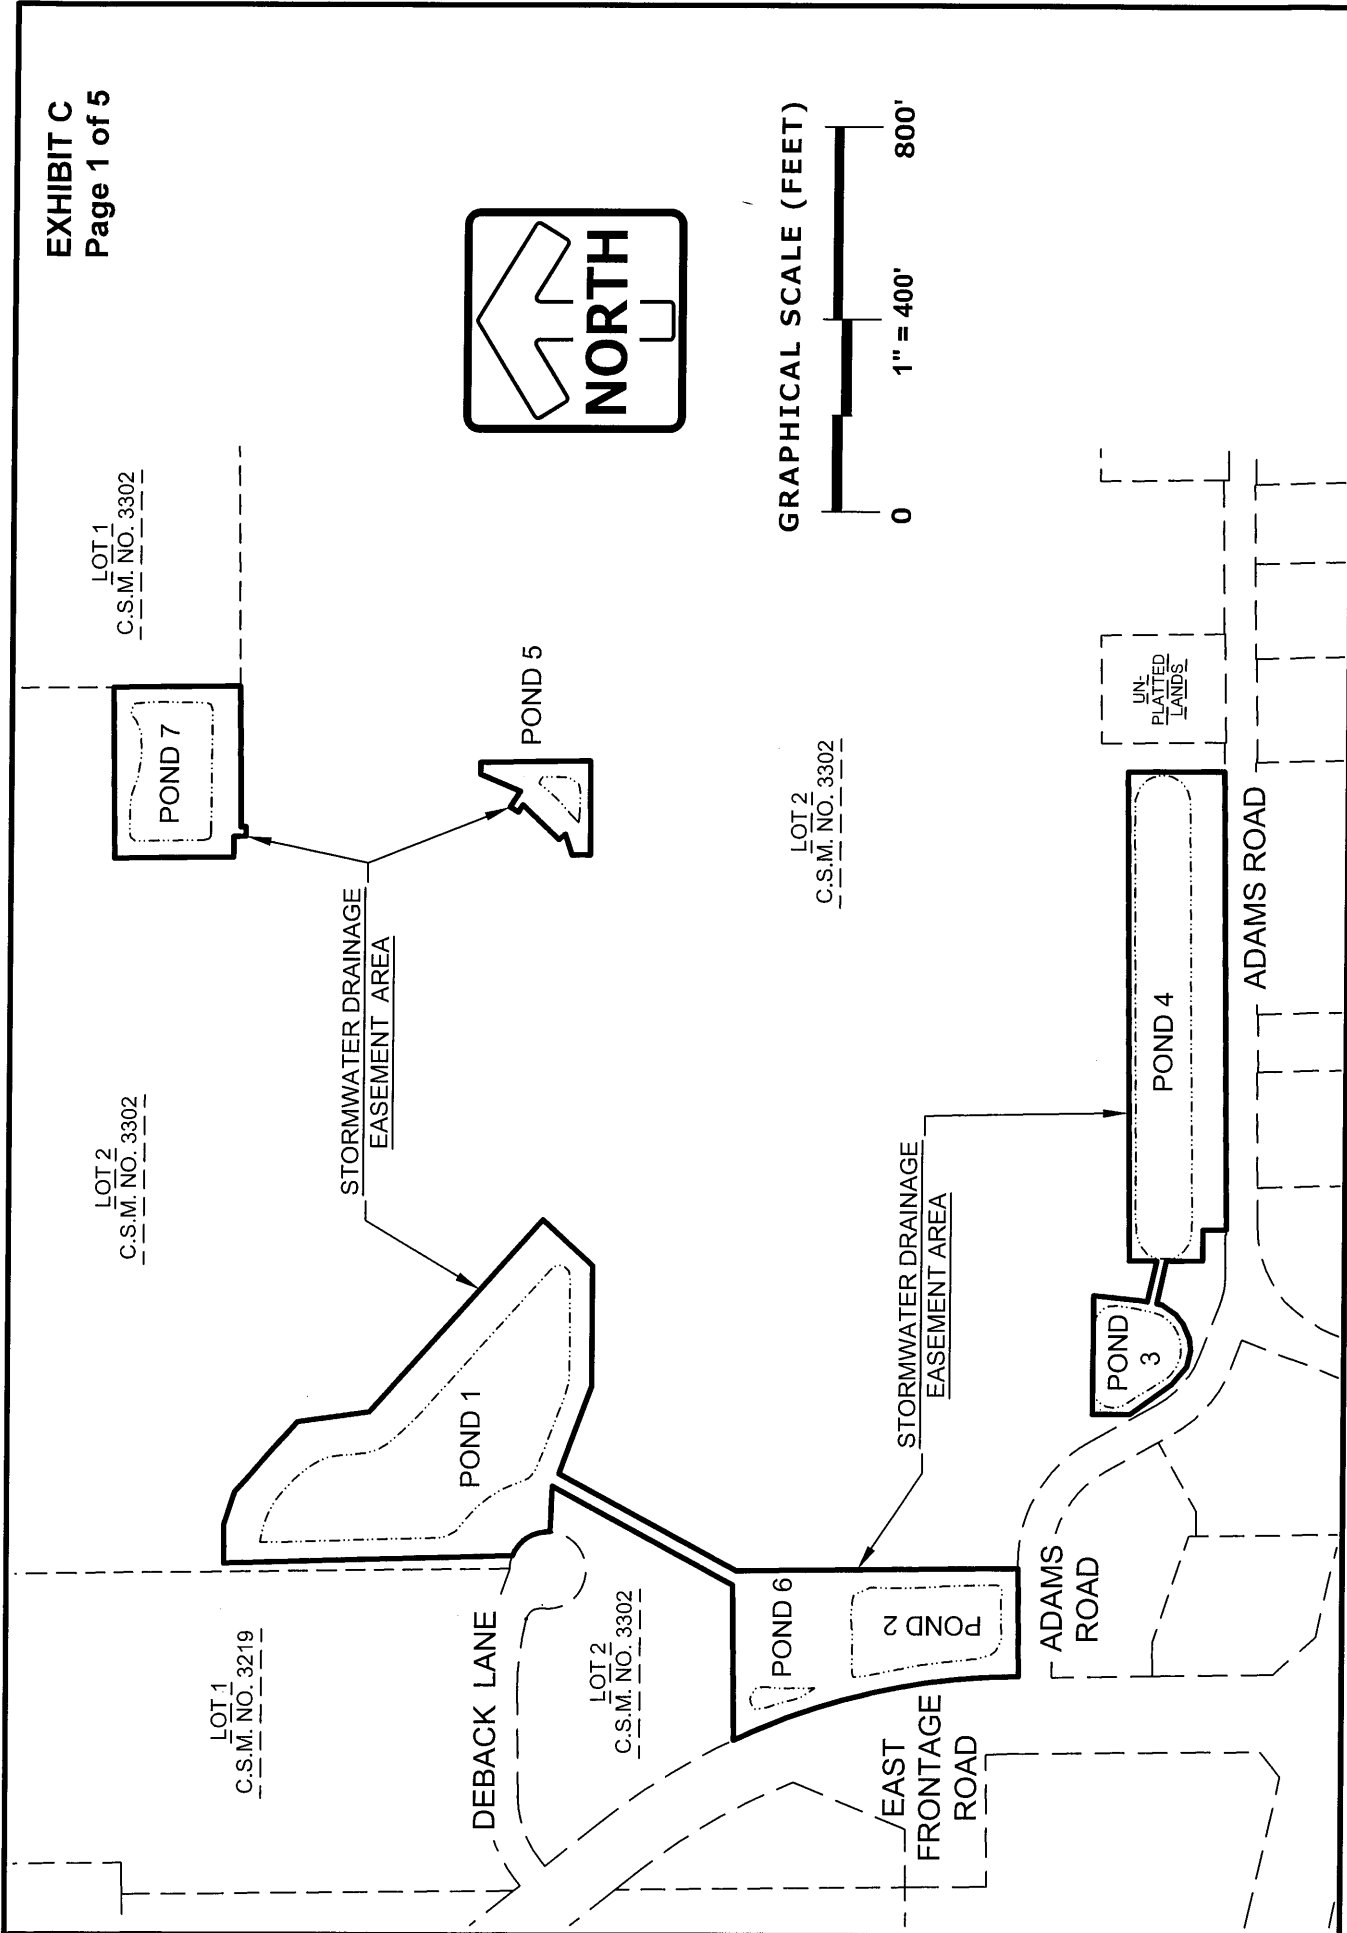 EXHIBIT C
Page 1 of 5
LOT 1
C.S.M. NO. 3219
LOT 2
C.S.M. NO. 3302
LOT 1
C.S.M. NO. 3302
POND 7
NORTH
STORMWATER DRAINAGE
EASEMENT AREA
POND 1
POND 5
DEBACK LANE
LOT 2
C.S.M. NO. 3302
LOT 2
C.S.M. NO. 3302
GRAPHICAL SCALE (FEET)
0
1" = 400'
800'
POND 6
POND 2
STORMWATER DRAINAGE
EASEMENT AREA
EAST
FRONTAGE
ROAD
ADAMS
ROAD
POND
3
POND 4
UN-
PLATTED
LANDS
ADAMS ROAD